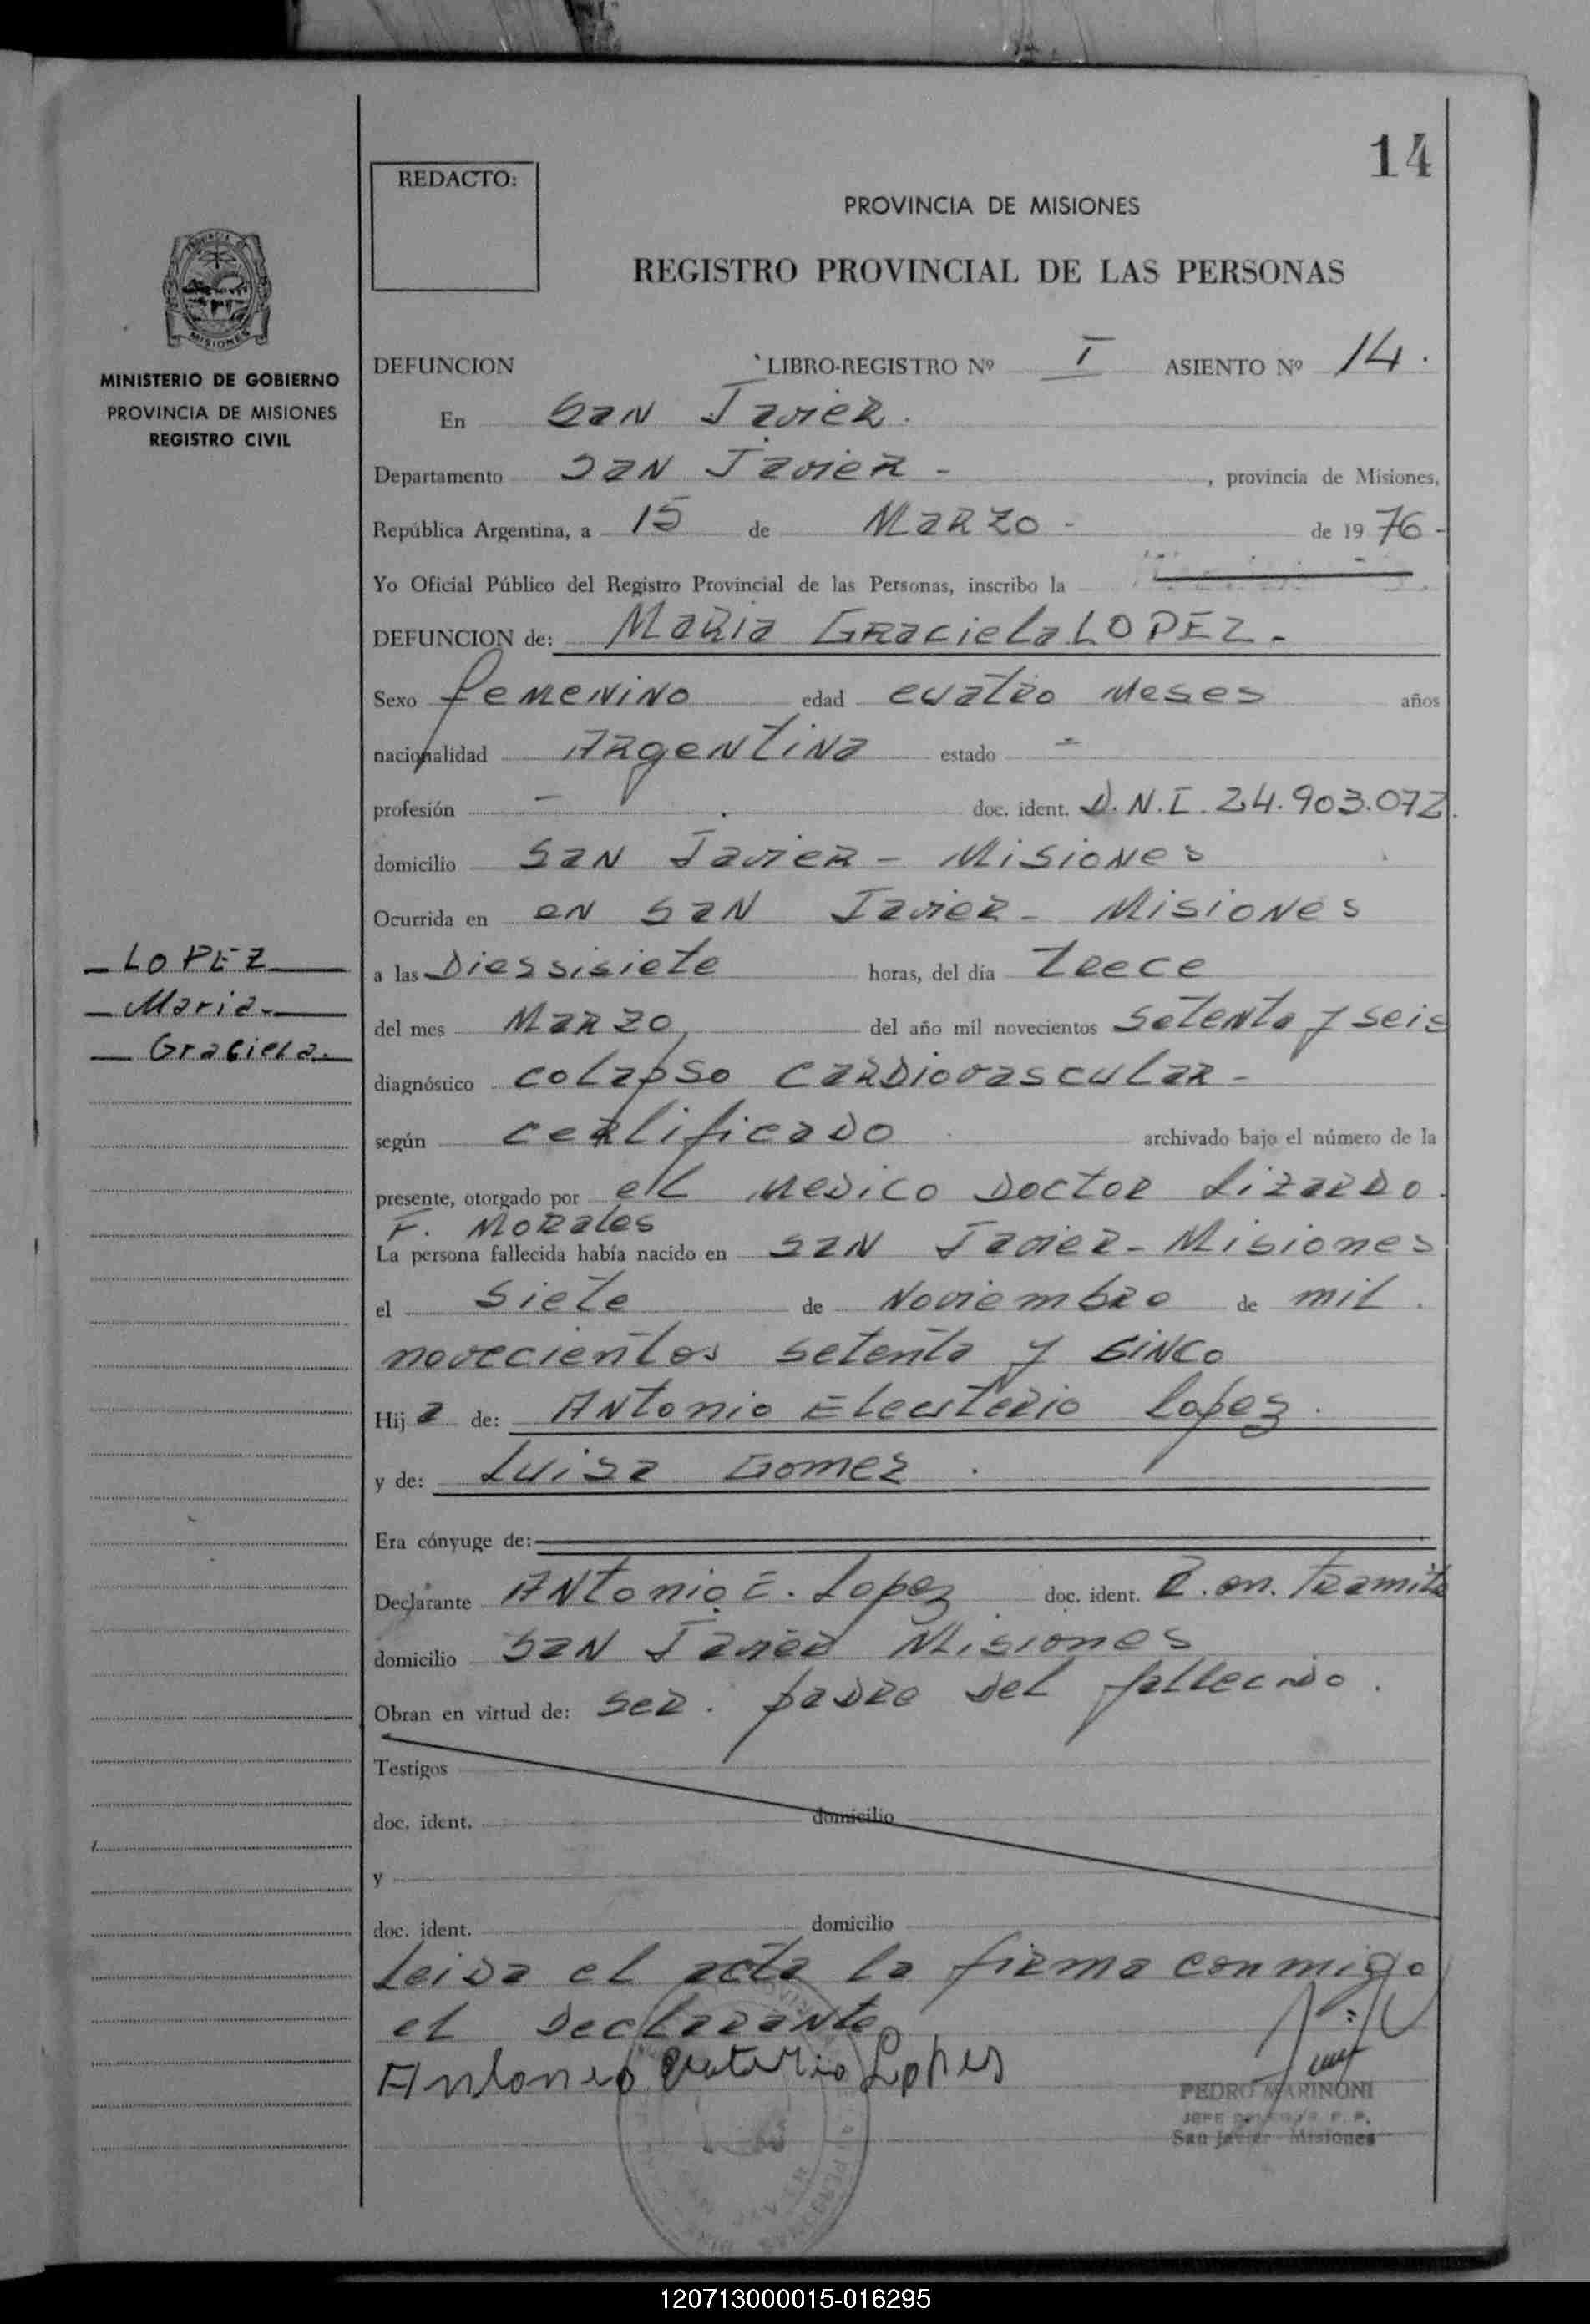 14
REDACTO:
PROVINCIA DE MISIONES
REGISTRO PROVINCIAL DE LAS PERSONAS
MINISTERIO DE GOBIERNO
PROVINCIA DE MISIONES
REGISTRO CIVIL
DEFUNCION LIBRO-REGISTRO Nº I ASIENTO Nº 14.
En San Javier.
Departamento San Javier - , provincia de Misiones,
República Argentina, a 15 de Marzo - de 1976-
Yo Oficial Público del Registro Provincial de las Personas, inscribo la
DEFUNCION de: Maria Graciela LOPEZ.-
Sexo femenino edad cuatro meses años
nacionalidad Argentina estado -
profesión - doc. ident. D.N.I. 24.903.072
domicilio San Javier - Misiones
Ocurrida en en San Javier - Misiones
a las Diessisiete horas, del día trece
del mes Marzo, del año mil novecientos setenta y seis
diagnóstico colapso cardiovascular -
según certificado archivado bajo el número de la
presente, otorgado por el medico Doctor Lizardo
F. Morales
La persona fallecida había nacido en San Javier - Misiones
el siete de Noviembre de mil
novecientos setenta y cinco
Hija de: Antonio Eleuterio Lopez.
y de: Luisa Gomez.
Era cónyuge de:
Declarante Antonio E. Lopez doc. ident. D. en. tramite
domicilio San Javier Misiones
Obran en virtud de: ser. padre del fallecido.
Testigos
doc. ident. domicilio
y
doc. ident. domicilio
Leida el acta la firma conmigo
el declarante
Antonio Lopes
PEDRO MARINONI
San Javier - Misiones
- LOPEZ
- Maria-
- Graciela.
MISIONES
120713000015-016295